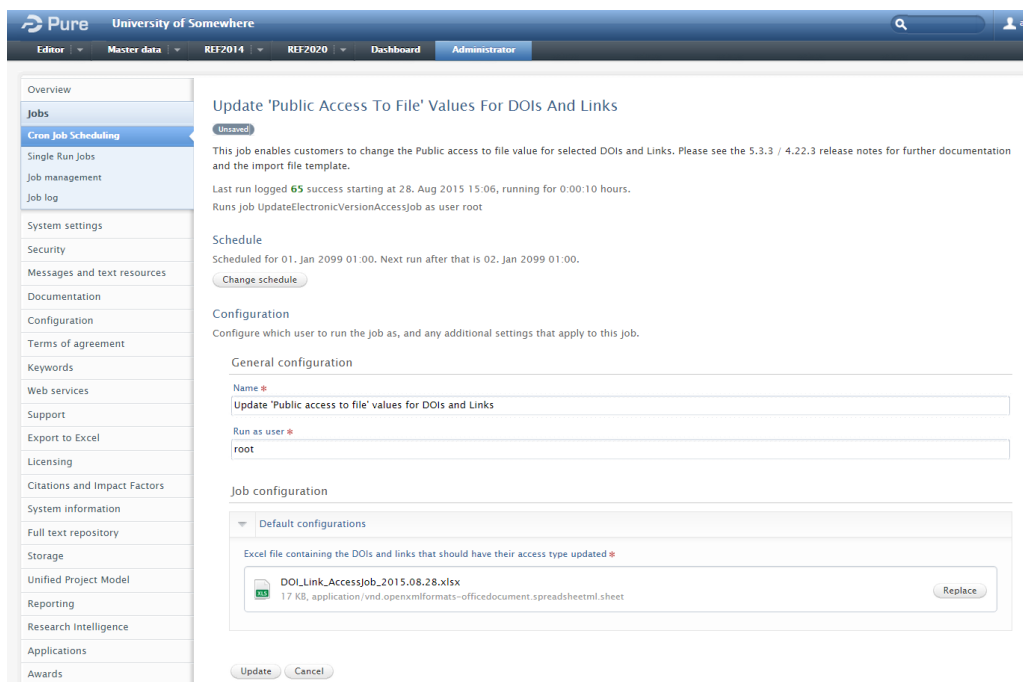 Pure University of Somewhere
Editor Master data REF2014 REF2020 Dashboard Administrator
Overview
Jobs
Cron Job Scheduling
Single Run Jobs
Job management
Job log
System settings
Security
Messages and text resources
Documentation
Configuration
Terms of agreement
Keywords
Web services
Support
Export to Excel
Licensing
Citations and Impact Factors
System information
Full text repository
Storage
Unified Project Model
Reporting
Research Intelligence
Applications
Awards
Update 'Public Access To File' Values For DOIs And Links
Unsaved
This job enables customers to change the Public access to file value for selected DOIs and Links. Please see the 5.3.3 / 4.22.3 release notes for further documentation
and the import file template.
Last run logged 65 success starting at 28. Aug 2015 15:06, running for 0:00:10 hours.
Runs job UpdateElectronicVersionAccessJob as user root
Schedule
Scheduled for 01. Jan 2099 01:00. Next run after that is 02. Jan 2099 01:00.
Change schedule
Configuration
Configure which user to run the job as, and any additional settings that apply to this job.
General configuration
Name *
Update 'Public access to file' values for DOIs and Links
Run as user *
root
Job configuration
Default configurations
Excel file containing the DOIs and links that should have their access type updated *
DOI_Link_AccessJob_2015.08.28.xlsx
XLS 17 KB, application/vnd.openxmlformats-officedocument.spreadsheetml.sheet
Replace
Update Cancel